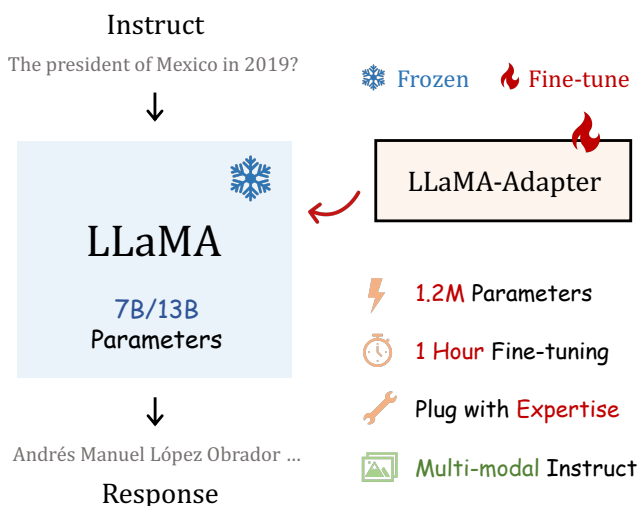 Instruct
The president of Mexico in 2019?
Frozen
Fine-tune
LLaMA-Adapter
LLaMA
7B/13B
Parameters
1.2M Parameters
1 Hour Fine-tuning
Plug with Expertise
Multi-modal Instruct
Andrés Manuel López Obrador ...
Response